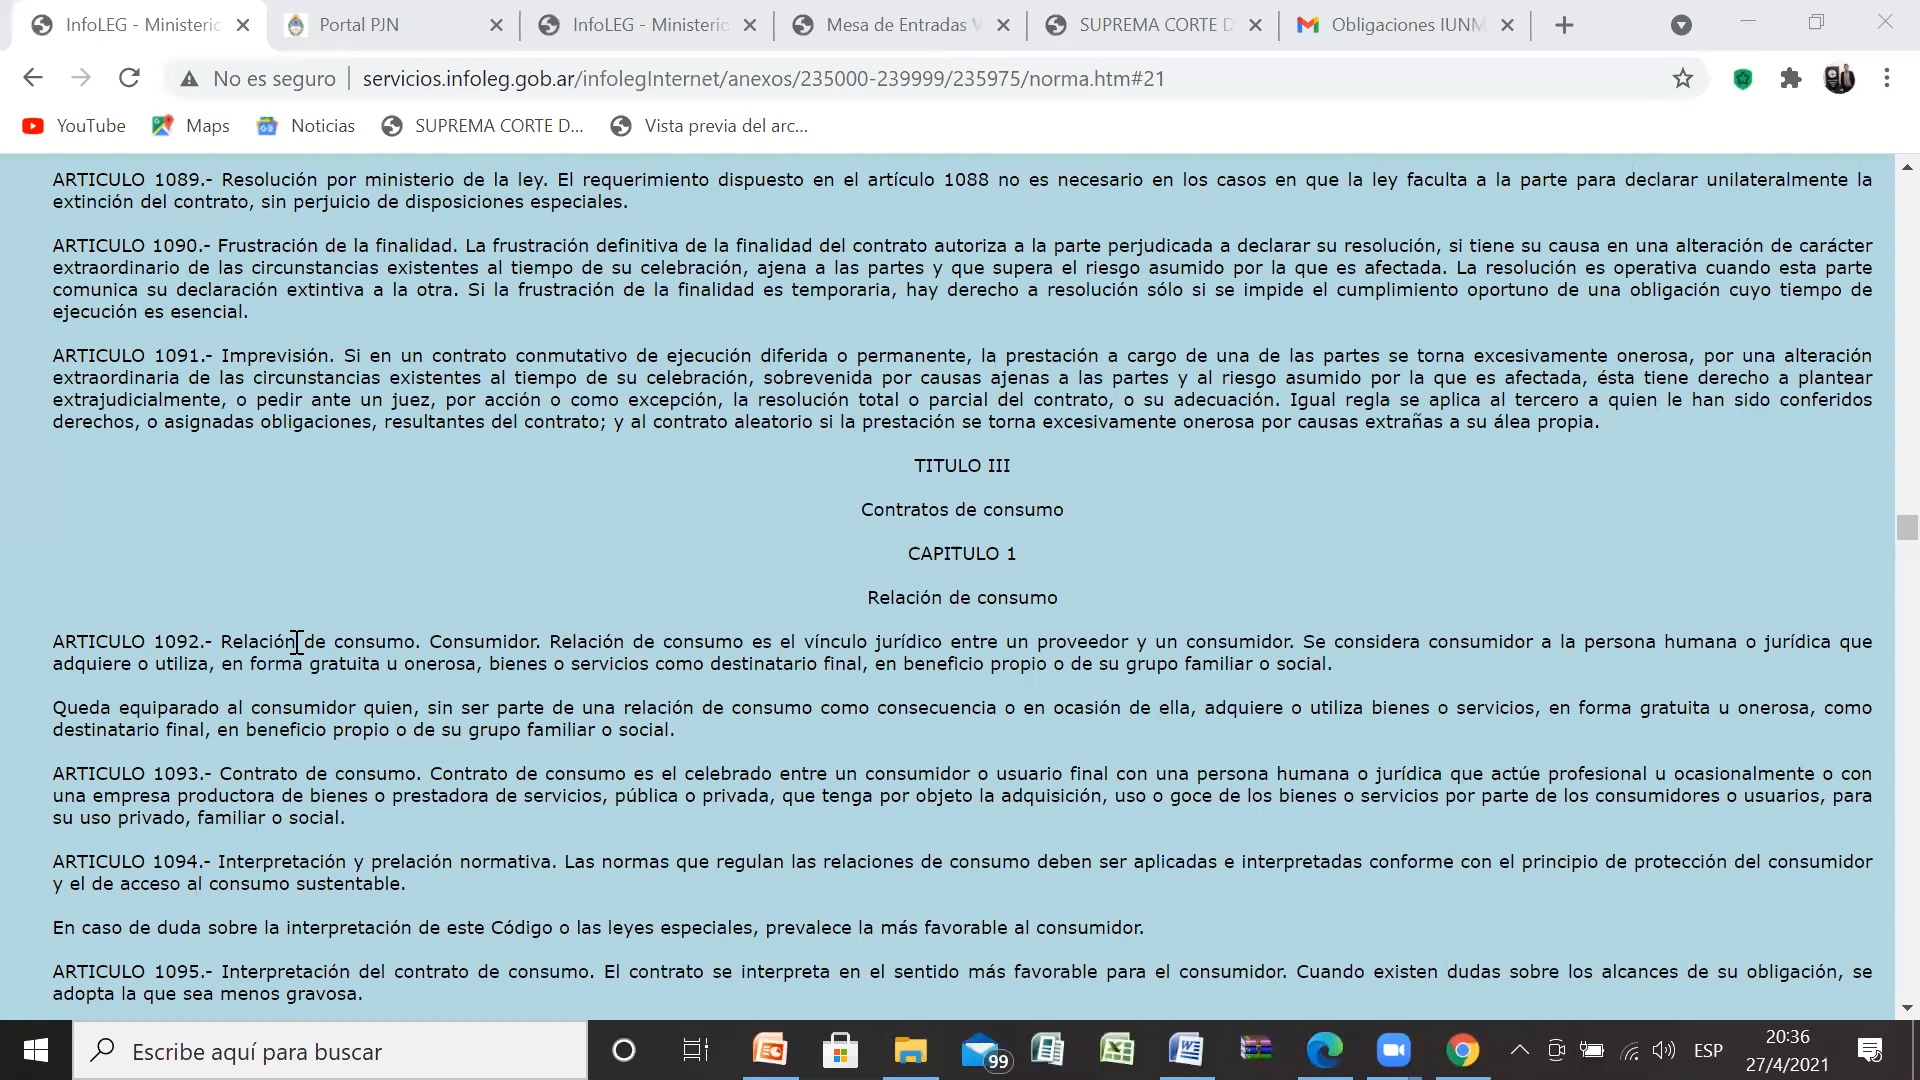 InfoLEG - Ministerio
Portal PJN
InfoLEG - Ministerio
Mesa de Entradas V
SUPREMA CORTE D
Obligaciones IUNM
No es seguro
servicios.infoleg.gob.ar/infolegInternet/anexos/235000-239999/235975/norma.htm#21
YouTube
Maps
Noticias
SUPREMA CORTE D...
Vista previa del arc...
ARTICULO 1089.- Resolución por ministerio de la ley. El requerimiento dispuesto en el artículo 1088 no es necesario en los casos en que la ley faculta a la parte para declarar unilateralmente la
extinción del contrato, sin perjuicio de disposiciones especiales.
ARTICULO 1090.- Frustración de la finalidad. La frustración definitiva de la finalidad del contrato autoriza a la parte perjudicada a declarar su resolución, si tiene su causa en una alteración de carácter
extraordinario de las circunstancias existentes al tiempo de su celebración, ajena a las partes y que supera el riesgo asumido por la que es afectada. La resolución es operativa cuando esta parte
comunica su declaración extintiva a la otra. Si la frustración de la finalidad es temporaria, hay derecho a resolución sólo si se impide el cumplimiento oportuno de una obligación cuyo tiempo de
ejecución es esencial.
ARTICULO 1091.- Imprevisión. Si en un contrato conmutativo de ejecución diferida o permanente, la prestación a cargo de una de las partes se torna excesivamente onerosa, por una alteración
extraordinaria de las circunstancias existentes al tiempo de su celebración, sobrevenida por causas ajenas a las partes y al riesgo asumido por la que es afectada, ésta tiene derecho a plantear
extrajudicialmente, o pedir ante un juez, por acción o como excepción, la resolución total o parcial del contrato, o su adecuación. Igual regla se aplica al tercero a quien le han sido conferidos
derechos, o asignadas obligaciones, resultantes del contrato; y al contrato aleatorio si la prestación se torna excesivamente onerosa por causas extrañas a su álea propia.
TITULO III
Contratos de consumo
CAPITULO 1
Relación de consumo
ARTICULO 1092.- Relación de consumo. Consumidor. Relación de consumo es el vínculo jurídico entre un proveedor y un consumidor. Se considera consumidor a la persona humana o jurídica que
adquiere o utiliza, en forma gratuita u onerosa, bienes o servicios como destinatario final, en beneficio propio o de su grupo familiar o social.
Queda equiparado al consumidor quien, sin ser parte de una relación de consumo como consecuencia o en ocasión de ella, adquiere o utiliza bienes o servicios, en forma gratuita u onerosa, como
destinatario final, en beneficio propio o de su grupo familiar o social.
ARTICULO 1093.- Contrato de consumo. Contrato de consumo es el celebrado entre un consumidor o usuario final con una persona humana o jurídica que actúe profesional u ocasionalmente o con
una empresa productora de bienes o prestadora de servicios, pública o privada, que tenga por objeto la adquisición, uso o goce de los bienes o servicios por parte de los consumidores o usuarios, para
su uso privado, familiar o social.
ARTICULO 1094.- Interpretación y prelación normativa. Las normas que regulan las relaciones de consumo deben ser aplicadas e interpretadas conforme con el principio de protección del consumidor
y el de acceso al consumo sustentable.
En caso de duda sobre la interpretación de este Código o las leyes especiales, prevalece la más favorable al consumidor.
ARTICULO 1095.- Interpretación del contrato de consumo. El contrato se interpreta en el sentido más favorable para el consumidor. Cuando existen dudas sobre los alcances de su obligación, se
adopta la que sea menos gravosa.
Escribe aquí para buscar
99
ESP
20:36
27/4/2021